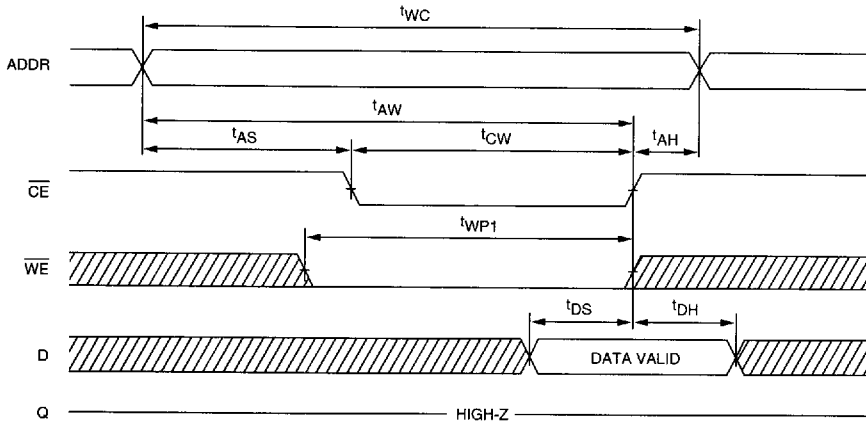 tWC
ADDR
tAW
tAS
tCW
tAH
CE
tWP1
WE
tDS
tDH
D
DATA VALID
Q
HIGH-Z